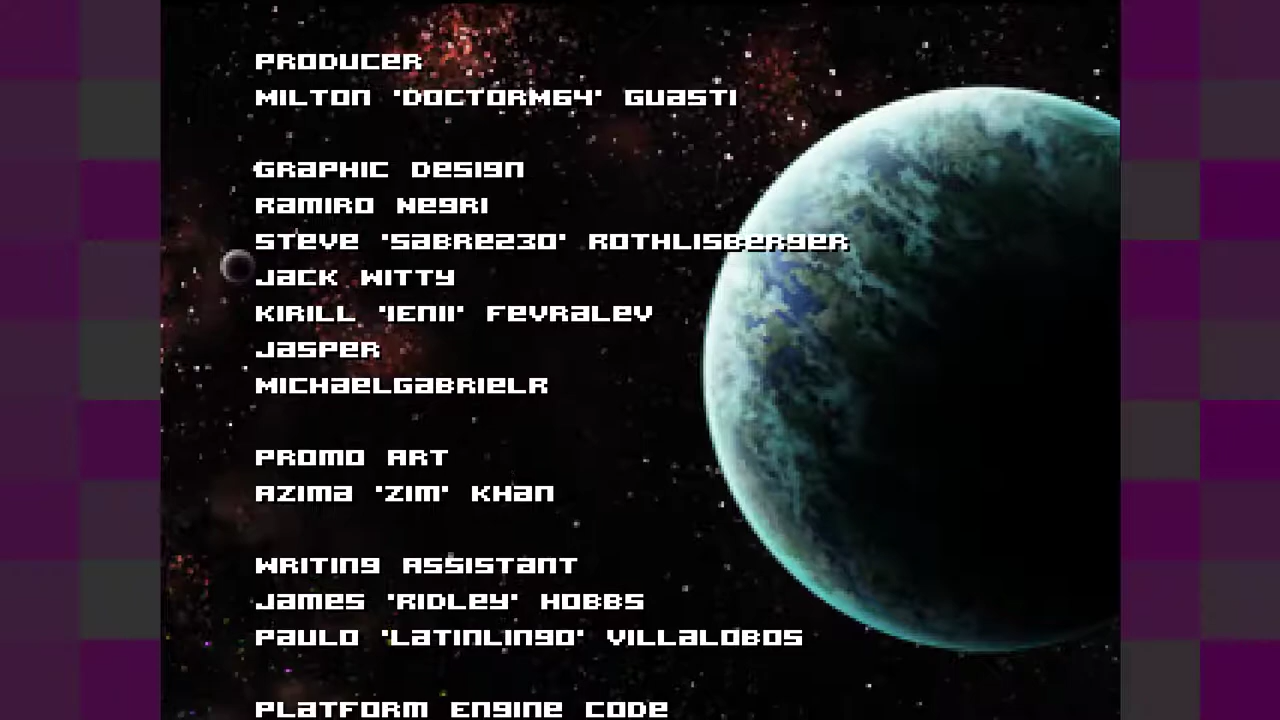 PRODUCER
MILTON 'DOCTORM64' GUASTI
GRAPHIC DESIGN
RAMIRO NEGRI
STEVE 'SABRE230' ROTHLISBERGER
JACK WITTY
KIRILL 'IENII' FEVRALEV
JASPER
MICHAELGABRIELR
PROMO ART
AZIMA 'ZIM' KHAN
WRITING ASSISTANT
JAMES 'RIDLEY' HOBBS
PAULO 'LATINLINGO' VILLALOBOS
PLATFORM ENGINE CODE